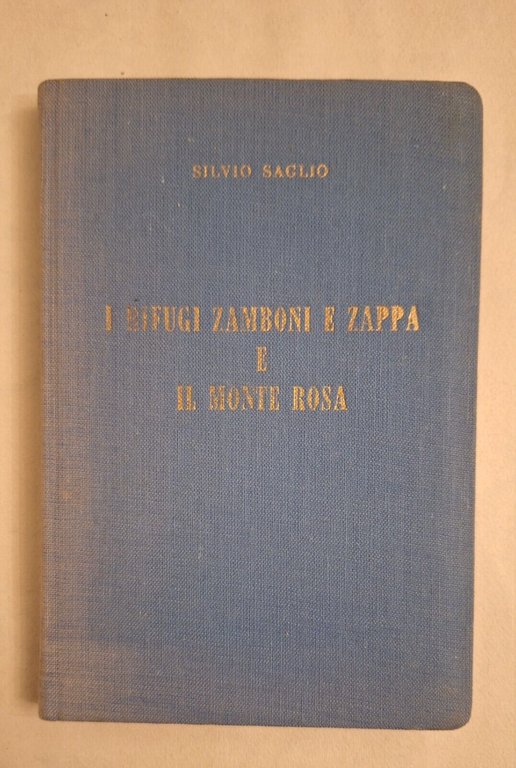 SILVIO SAGLIO
I RIFUGI ZAMBONI E ZAPPA
E
IL MONTE ROSA